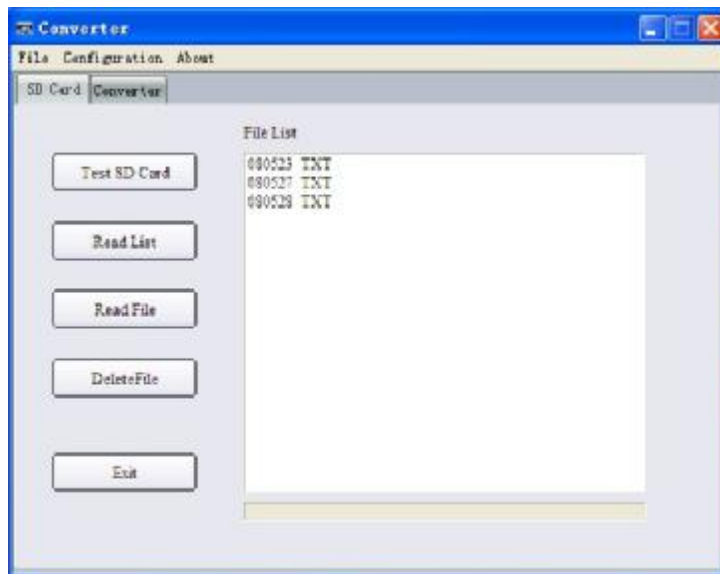 Converter
File Configuration About
SD Card Converter
File List
Test SD Card
080523 TXT
080527 TXT
080528 TXT
Read List
Read File
DeleteFile
Exit